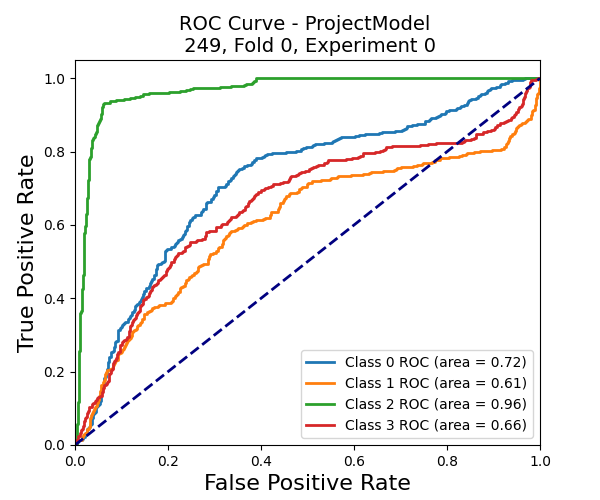 ROC Curve - ProjectModel
249, Fold 0, Experiment 0
True Positive Rate
1.0
0.8
0.6
0.4
0.2
0.0
Class 0 ROC (area = 0.72)
Class 1 ROC (area = 0.61)
Class 2 ROC (area = 0.96)
Class 3 ROC (area = 0.66)
0.0 0.2 0.4 0.6 0.8 1.0
False Positive Rate